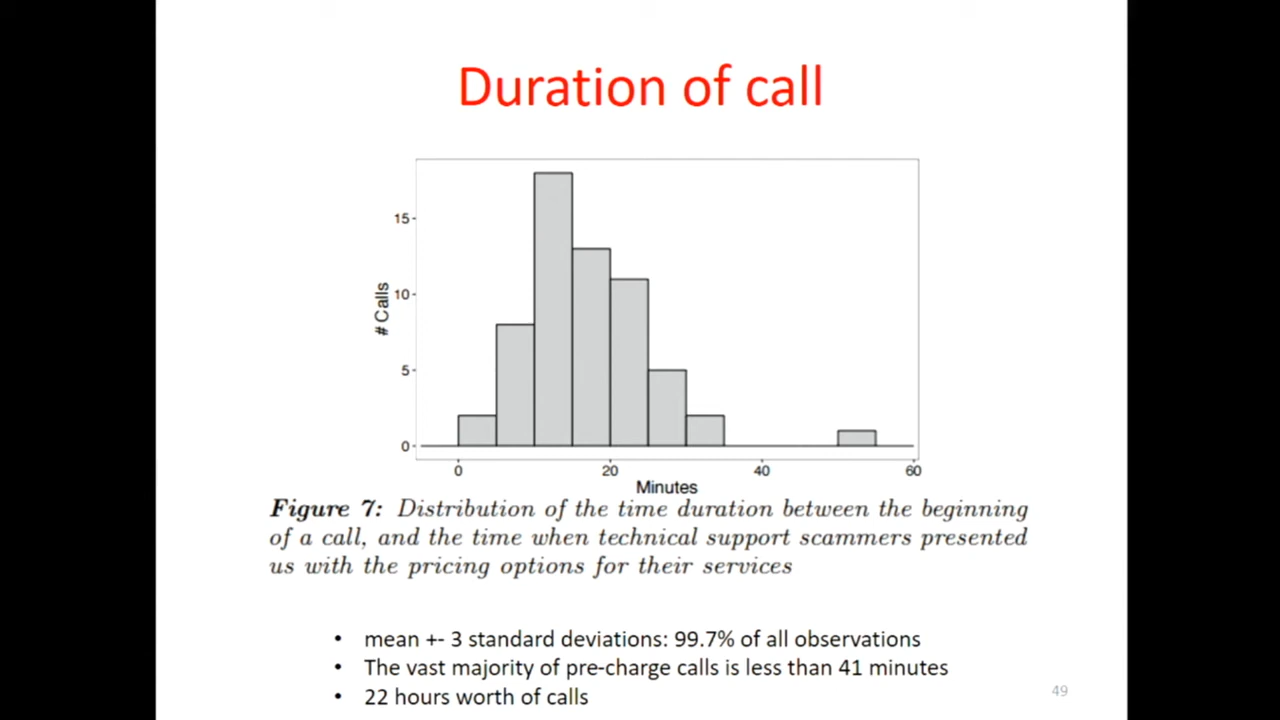 Duration of call
15
10
5
0
# Calls
0 20 40 60
Minutes
Figure 7: Distribution of the time duration between the beginning
of a call, and the time when technical support scammers presented
us with the pricing options for their services
• mean +- 3 standard deviations: 99.7% of all observations
• The vast majority of pre-charge calls is less than 41 minutes
• 22 hours worth of calls
49